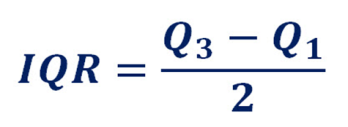 IQR = (Q₃ − Q₁) / 2